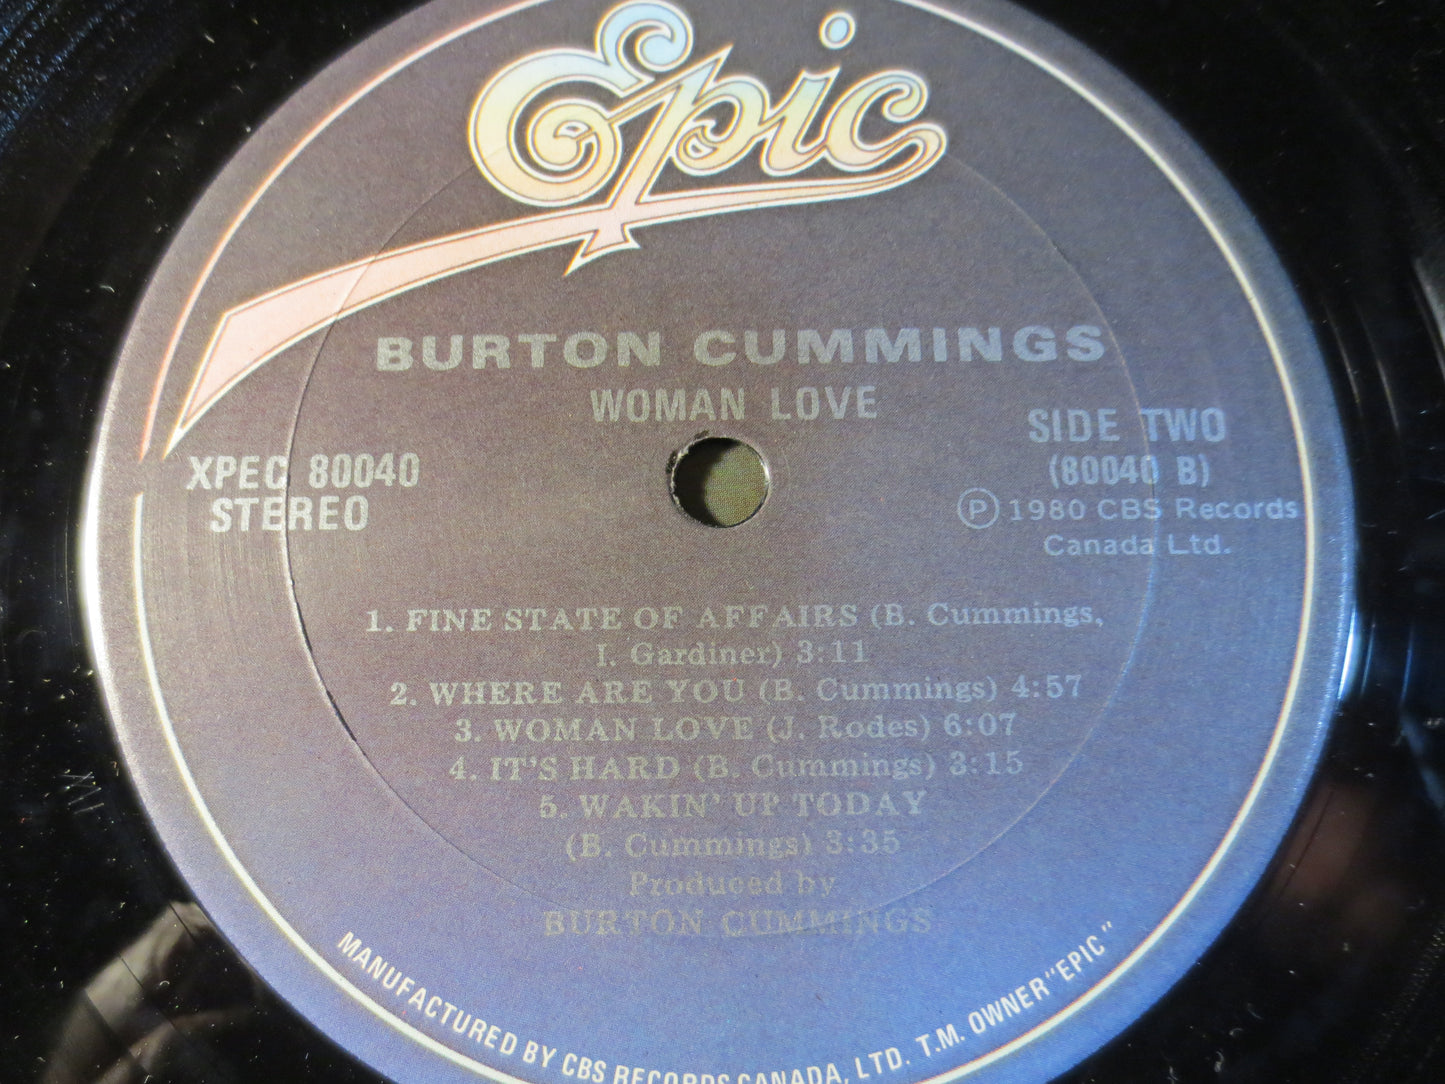 Epic
BURTON CUMMINGS
WOMAN LOVE
XPEC 80040
STEREO
SIDE TWO
(80040 B)
Ⓟ 1980 CBS Records
Canada Ltd.
1. FINE STATE OF AFFAIRS (B. Cummings,
I. Gardiner) 3:11
2. WHERE ARE YOU (B. Cummings) 4:57
3. WOMAN LOVE (J. Rodes) 6:07
4. IT'S HARD (B. Cummings) 3:15
5. WAKIN' UP TODAY
(B. Cummings) 3:35
Produced by
BURTON CUMMINGS
MANUFACTURED BY CBS RECORDS CANADA, LTD. T.M. OWNER "EPIC"